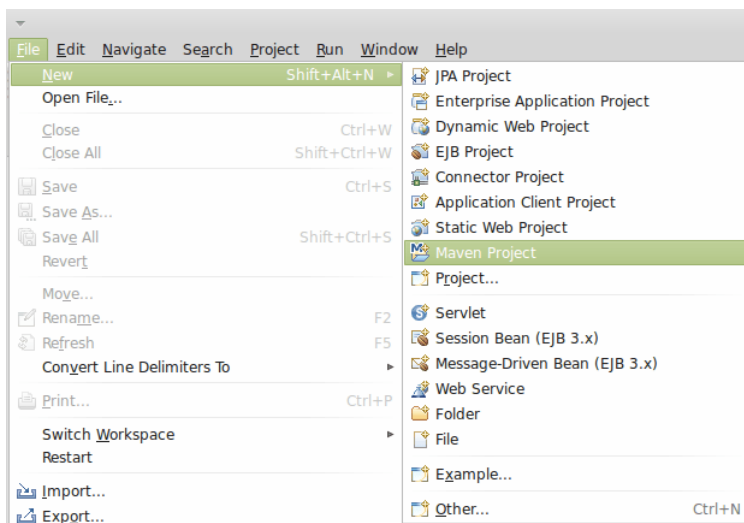 File Edit Navigate Search Project Run Window Help
New Shift+Alt+N
Open File...
Close Ctrl+W
Close All Shift+Ctrl+W
Save Ctrl+S
Save As...
Save All Shift+Ctrl+S
Revert
Move...
Rename... F2
Refresh F5
Convert Line Delimiters To
Print... Ctrl+P
Switch Workspace
Restart
Import...
Export...
JPA Project
Enterprise Application Project
Dynamic Web Project
EJB Project
Connector Project
Application Client Project
Static Web Project
Maven Project
Project...
Servlet
Session Bean (EJB 3.x)
Message-Driven Bean (EJB 3.x)
Web Service
Folder
File
Example...
Other... Ctrl+N